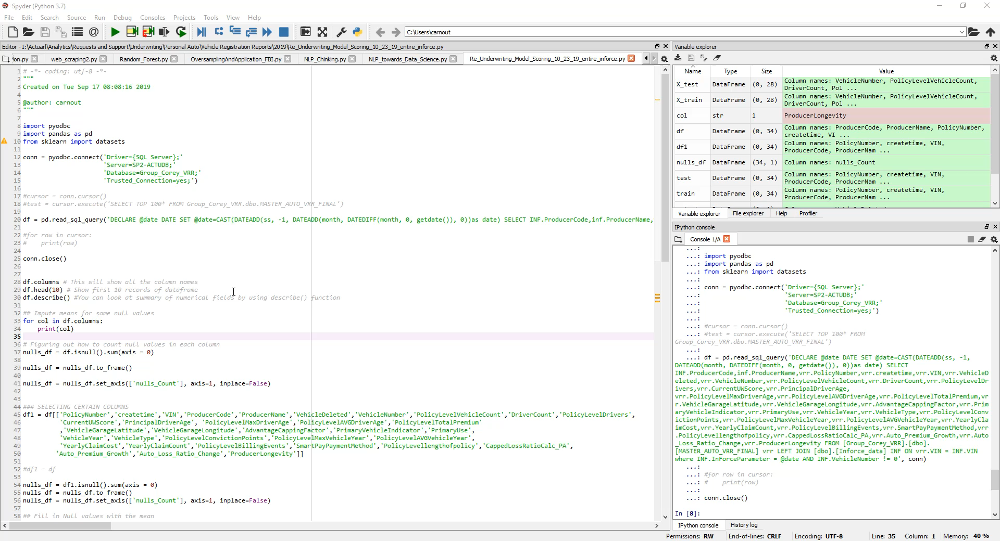 Spyder (Python 3.7)
File Edit Search Source Run Debug Consoles Projects Tools View Help
C:\Users\carnout
Editor - I:\Actuarl\Analytics\Requests and Support\Underwriting\Personal Auto\Vehicle Registration Reports\2019\Re_Underwriting_Model_Scoring_10_23_19_entire_inforce.py
ion.py web_scraping2.py Random_Forest.py OversamplingAndApplication_FBI.py NLP_Chinking.py NLP_towards_Data_Science.py Re_Underwriting_Model_Scoring_10_23_19_entire_inforce.py
1 # -*- coding: utf-8 -*-
2 """
3 Created on Tue Sep 17 08:08:16 2019
4
5 @author: carnout
6 """
7
8 import pyodbc
9 import pandas as pd
10 from sklearn import datasets
11
12 conn = pyodbc.connect('Driver={SQL Server};'
13 'Server=SP2-ACTUDB;'
14 'Database=Group_Corey_VRR;'
15 'Trusted_Connection=yes;')
16
17 #cursor = conn.cursor()
18 #test = cursor.execute('SELECT TOP 100* FROM Group_Corey_VRR.dbo.MASTER_AUTO_VRR_FINAL')
19
20 df = pd.read_sql_query('DECLARE @date DATE SET @date=CAST(DATEADD(ss, -1, DATEADD(month, DATEDIFF(month, 0, getdate()), 0))as date) SELECT INF.ProducerCode,inf.ProducerName,
21
22 #for row in cursor:
23 # print(row)
24
25 conn.close()
26
27
28 df.columns # This will show all the column names
29 df.head(10) # Show first 10 records of dataframe
30 df.describe() #You can look at summary of numerical fields by using describe() function
31
32 ## Impute means for some null values
33 for col in df.columns:
34 print(col)
35
36 # Figuring out how to count null values in each column
37 nulls_df = df.isnull().sum(axis = 0)
38
39 nulls_df = nulls_df.to_frame()
40
41 nulls_df = nulls_df.set_axis(['nulls_Count'], axis=1, inplace=False)
42
43
44 ### SELECTING CERTAIN COLUMNS
45 df1 = df[['PolicyNumber','createtime','VIN','ProducerCode','ProducerName','VehicleDeleted','VehicleNumber','PolicyLevelVehicleCount','DriverCount','PolicyLevelDrivers',
46 'CurrentUWScore','PrincipalDriverAge', 'PolicyLevelMaxDriverAge','PolicyLevelAVGDriverAge','PolicyLevelTotalPremium'
47 ,'VehicleGarageLatitude','VehicleGarageLongitude','AdvantageCappingFactor','PrimaryVehicleIndicator','PrimaryUse',
48 'VehicleYear','VehicleType','PolicyLevelConvictionPoints','PolicyLevelMaxVehicleYear','PolicyLevelAVGVehicleYear',
49 'YearlyClaimCost','YearlyClaimCount','PolicyLevelBillingEvents','SmartPayPaymentMethod','PolicyLevellengthofpolicy','CappedLossRatioCalc_PA',
50 'Auto_Premium_Growth','Auto_Loss_Ratio_Change','ProducerLongevity']]
51
52 #df1 = df
53
54 nulls_df = df1.isnull().sum(axis = 0)
55 nulls_df = nulls_df.to_frame()
56 nulls_df = nulls_df.set_axis(['nulls_Count'], axis=1, inplace=False)
57
58 ## Fill in Null values with the mean
Variable explorer
Name Type Size Value
X_test DataFrame (0, 28) Column names: VehicleNumber, PolicyLevelVehicleCount,
DriverCount, Pol ...
X_train DataFrame (0, 28) Column names: VehicleNumber, PolicyLevelVehicleCount,
DriverCount, Pol ...
col str 1 ProducerLongevity
df DataFrame (0, 34) Column names: ProducerCode, ProducerName, PolicyNumber,
createtime, VI ...
df1 DataFrame (0, 34) Column names: PolicyNumber, createtime, VIN,
ProducerCode, ProducerNam ...
nulls_df DataFrame (34, 1) Column names: nulls_Count
test DataFrame (0, 34) Column names: PolicyNumber, createtime, VIN,
ProducerCode, ProducerNam ...
train DataFrame (0, 34) Column names: PolicyNumber, createtime, VIN,
ProducerCode, ProducerNam ...
Variable explorer File explorer Help Profiler
IPython console
Console 1/A
...:
...: import pyodbc
...: import pandas as pd
...: from sklearn import datasets
...:
...: conn = pyodbc.connect('Driver={SQL Server};'
...: 'Server=SP2-ACTUDB;'
...: 'Database=Group_Corey_VRR;'
...: 'Trusted_Connection=yes;')
...:
...: #cursor = conn.cursor()
...: #test = cursor.execute('SELECT TOP 100* FROM
Group_Corey_VRR.dbo.MASTER_AUTO_VRR_FINAL')
...:
...: df = pd.read_sql_query('DECLARE @date DATE SET @date=CAST(DATEADD(ss, -1,
DATEADD(month, DATEDIFF(month, 0, getdate()), 0))as date) SELECT
INF.ProducerCode,inf.ProducerName,vrr.PolicyNumber,vrr.createtime,vrr.VIN,vrr.VehicleD
eleted,vrr.VehicleNumber,vrr.PolicyLevelVehicleCount,vrr.DriverCount,vrr.PolicyLevelDr
ivers,vrr.CurrentUWScore,vrr.PrincipalDriverAge,
vrr.PolicyLevelMaxDriverAge,vrr.PolicyLevelAVGDriverAge,vrr.PolicyLevelTotalPremium,vr
r.VehicleGarageLatitude,vrr.VehicleGarageLongitude,vrr.AdvantageCappingFactor,vrr.Prim
aryVehicleIndicator,vrr.PrimaryUse,vrr.VehicleYear,vrr.VehicleType,vrr.PolicyLevelConv
ictionPoints,vrr.PolicyLevelMaxVehicleYear,vrr.PolicyLevelAVGVehicleYear,vrr.YearlyCla
imCost,vrr.YearlyClaimCount,vrr.PolicyLevelBillingEvents,vrr.SmartPayPaymentMethod,vrr
.PolicyLevellengthofpolicy,vrr.CappedLossRatioCalc_PA,vrr.Auto_Premium_Growth,vrr.Auto
_Loss_Ratio_Change,vrr.ProducerLongevity FROM [Group_Corey_VRR].[dbo].
[MASTER_AUTO_VRR_FINAL] vrr LEFT JOIN [dbo].[Inforce_data] INF ON vrr.VIN = INF.VIN
where INF.InForceParameter = @date AND INF.VehicleNumber != 0', conn)
...:
...: #for row in cursor:
...: # print(row)
...:
...: conn.close()
In [8]:
IPython console History log
Permissions: RW End-of-lines: CRLF Encoding: UTF-8 Line: 35 Column: 1 Memory: 40 %